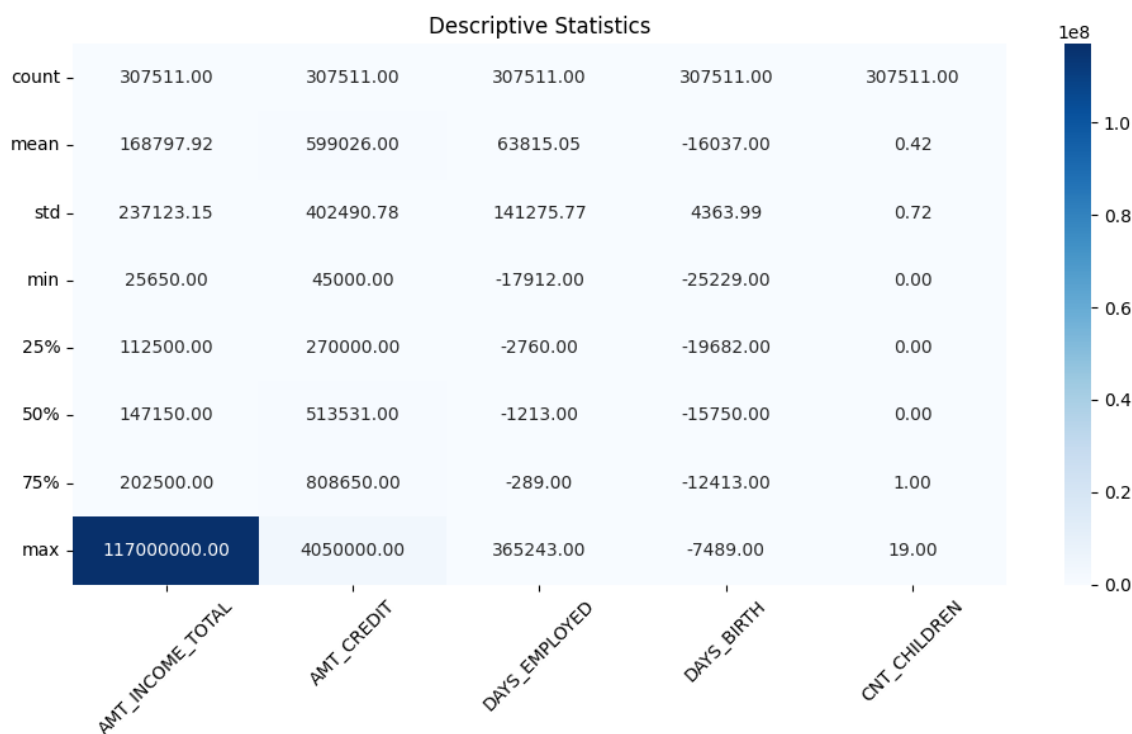 Descriptive Statistics
1e8
count 307511.00 307511.00 307511.00 307511.00 307511.00
mean 168797.92 599026.00 63815.05 -16037.00 0.42
std 237123.15 402490.78 141275.77 4363.99 0.72
min 25650.00 45000.00 -17912.00 -25229.00 0.00
25% 112500.00 270000.00 -2760.00 -19682.00 0.00
50% 147150.00 513531.00 -1213.00 -15750.00 0.00
75% 202500.00 808650.00 -289.00 -12413.00 1.00
max 117000000.00 4050000.00 365243.00 -7489.00 19.00
AMT_INCOME_TOTAL AMT_CREDIT DAYS_EMPLOYED DAYS_BIRTH CNT_CHILDREN
1.0
0.8
0.6
0.4
0.2
0.0